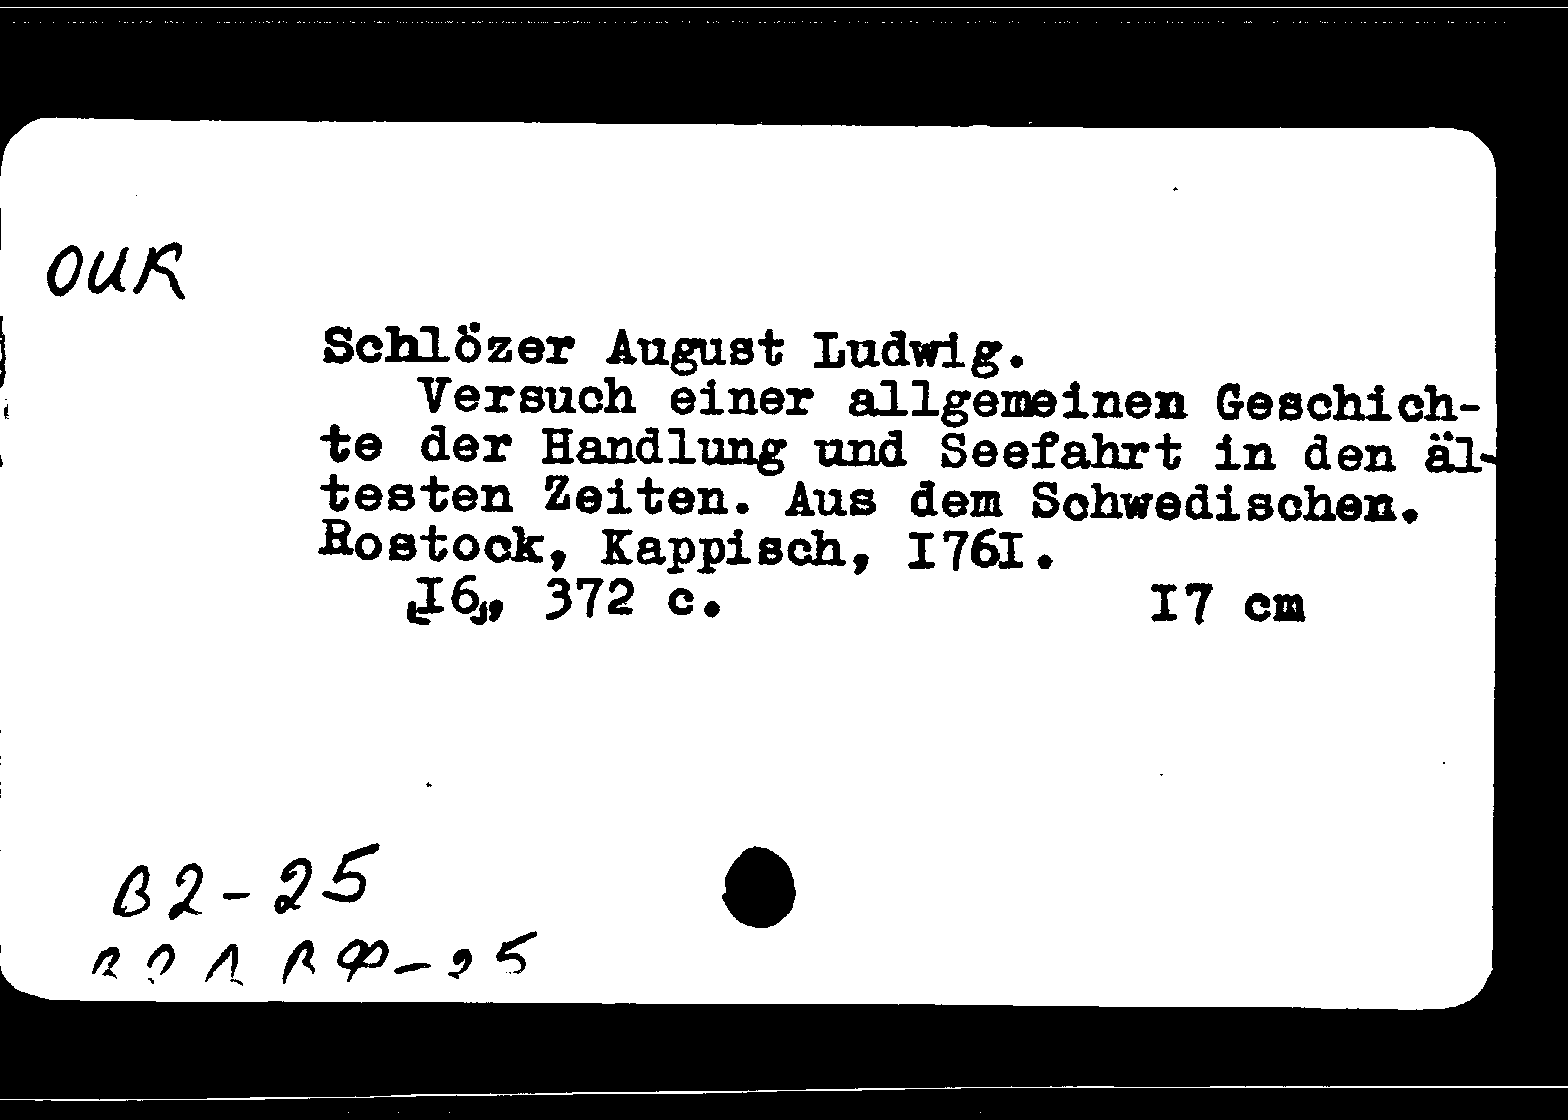 ОИК
Schlözer August Ludwig.
Versuch einer allgemeinen Geschich-
te der Handlung und Seefahrt in den äl-
testen Zeiten. Aus dem Schwedischen.
Rostock, Kappisch, I76I.
[I6], 372 c. I7 cm
B2-25